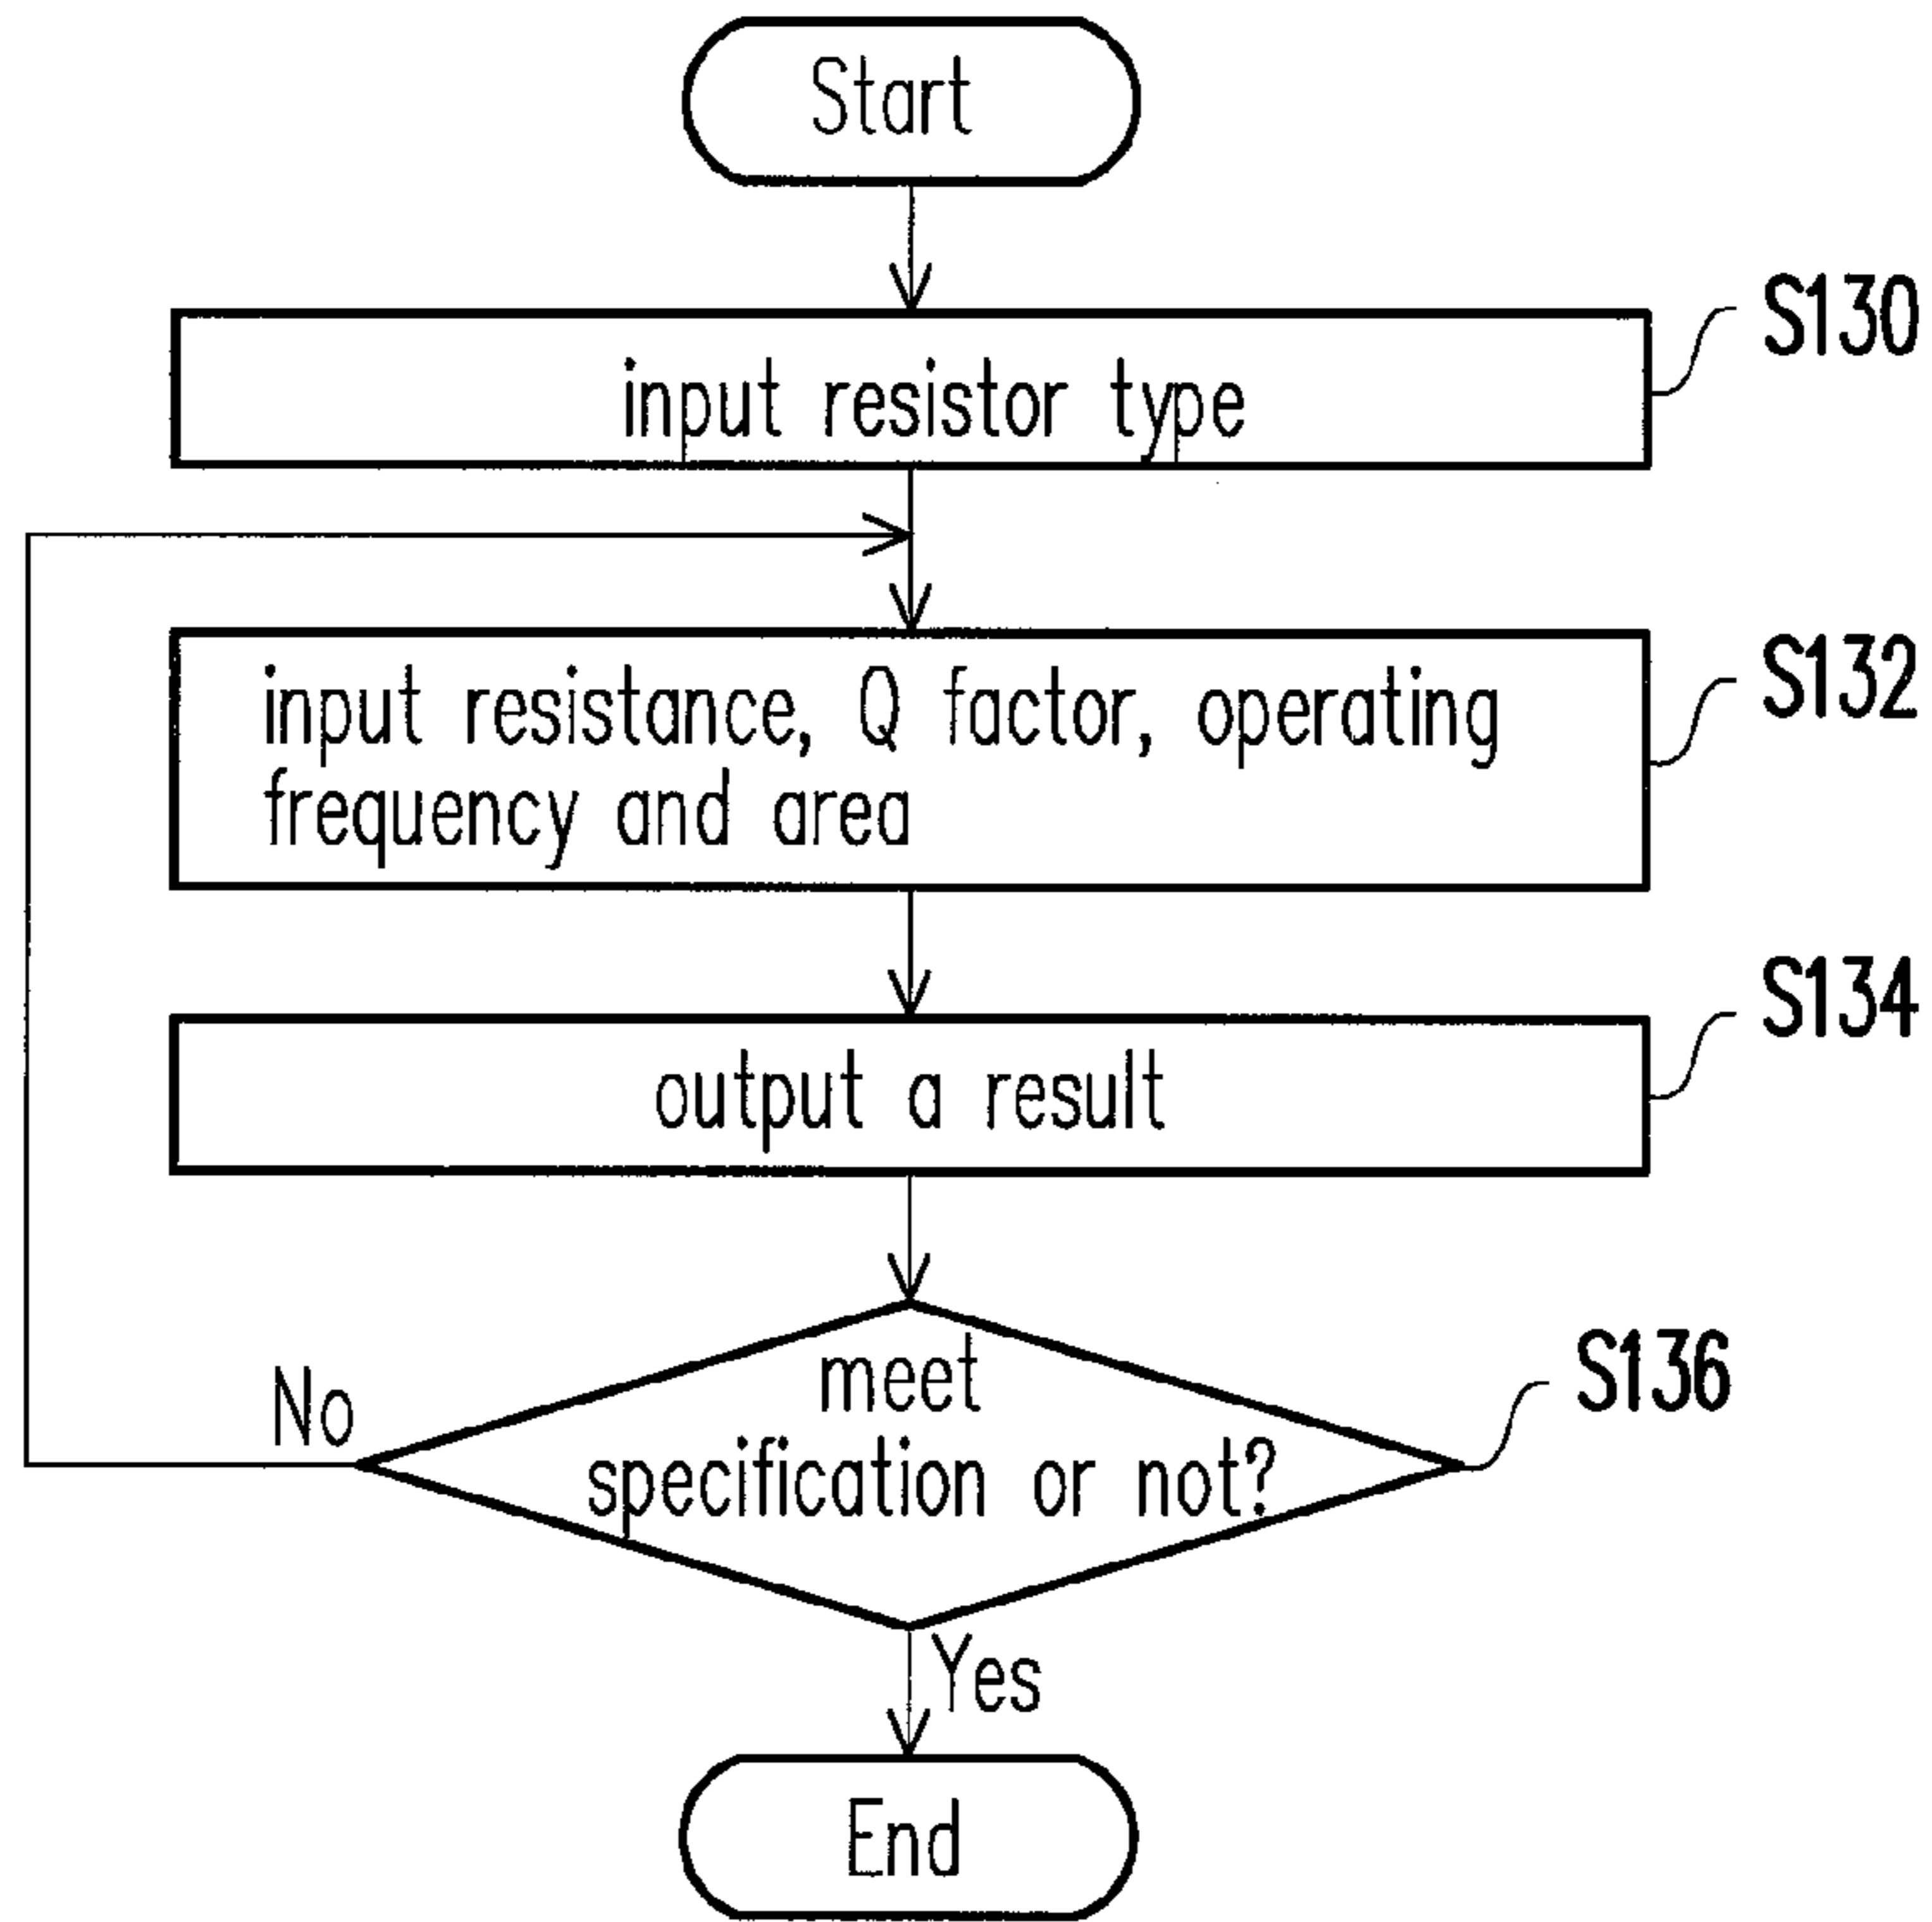 Start
S130
input resistor type
S132
input resistance, Q factor, operating
frequency and area
S134
output a result
S136
meet
specification or not?
No
Yes
End